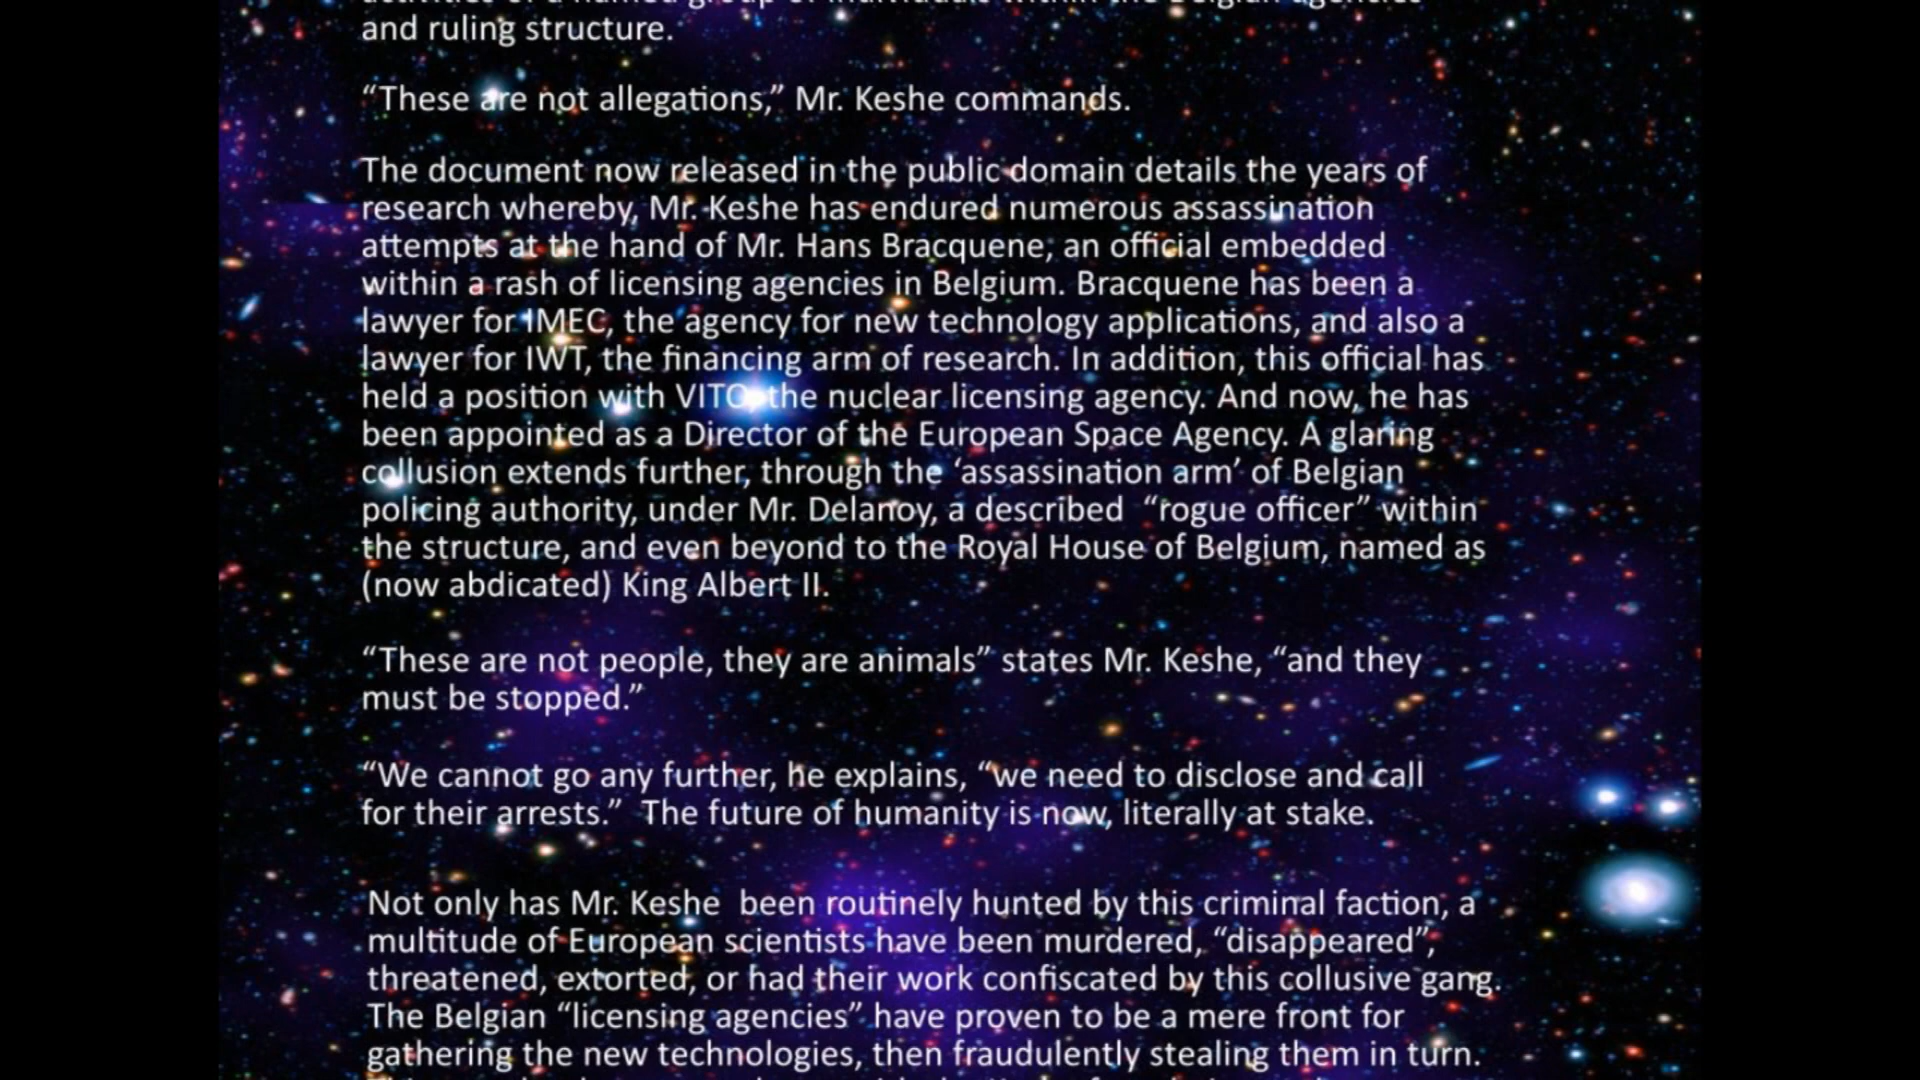 and ruling structure.
“These are not allegations,” Mr. Keshe commands.
The document now released in the public domain details the years of
research whereby, Mr. Keshe has endured numerous assassination
attempts at the hand of Mr. Hans Bracquene, an official embedded
within a rash of licensing agencies in Belgium. Bracquene has been a
lawyer for IMEC, the agency for new technology applications, and also a
lawyer for IWT, the financing arm of research. In addition, this official has
held a position with VITO, the nuclear licensing agency. And now, he has
been appointed as a Director of the European Space Agency. A glaring
collusion extends further, through the ‘assassination arm’ of Belgian
policing authority, under Mr. Delanoy, a described  “rogue officer” within
the structure, and even beyond to the Royal House of Belgium, named as
(now abdicated) King Albert II.
“These are not people, they are animals” states Mr. Keshe, “and they
must be stopped.”
“We cannot go any further, he explains, “we need to disclose and call
for their arrests.”  The future of humanity is now, literally at stake.
Not only has Mr. Keshe  been routinely hunted by this criminal faction, a
multitude of European scientists have been murdered, “disappeared”,
threatened, extorted, or had their work confiscated by this collusive gang.
The Belgian “licensing agencies” have proven to be a mere front for
gathering the new technologies, then fraudulently stealing them in turn.